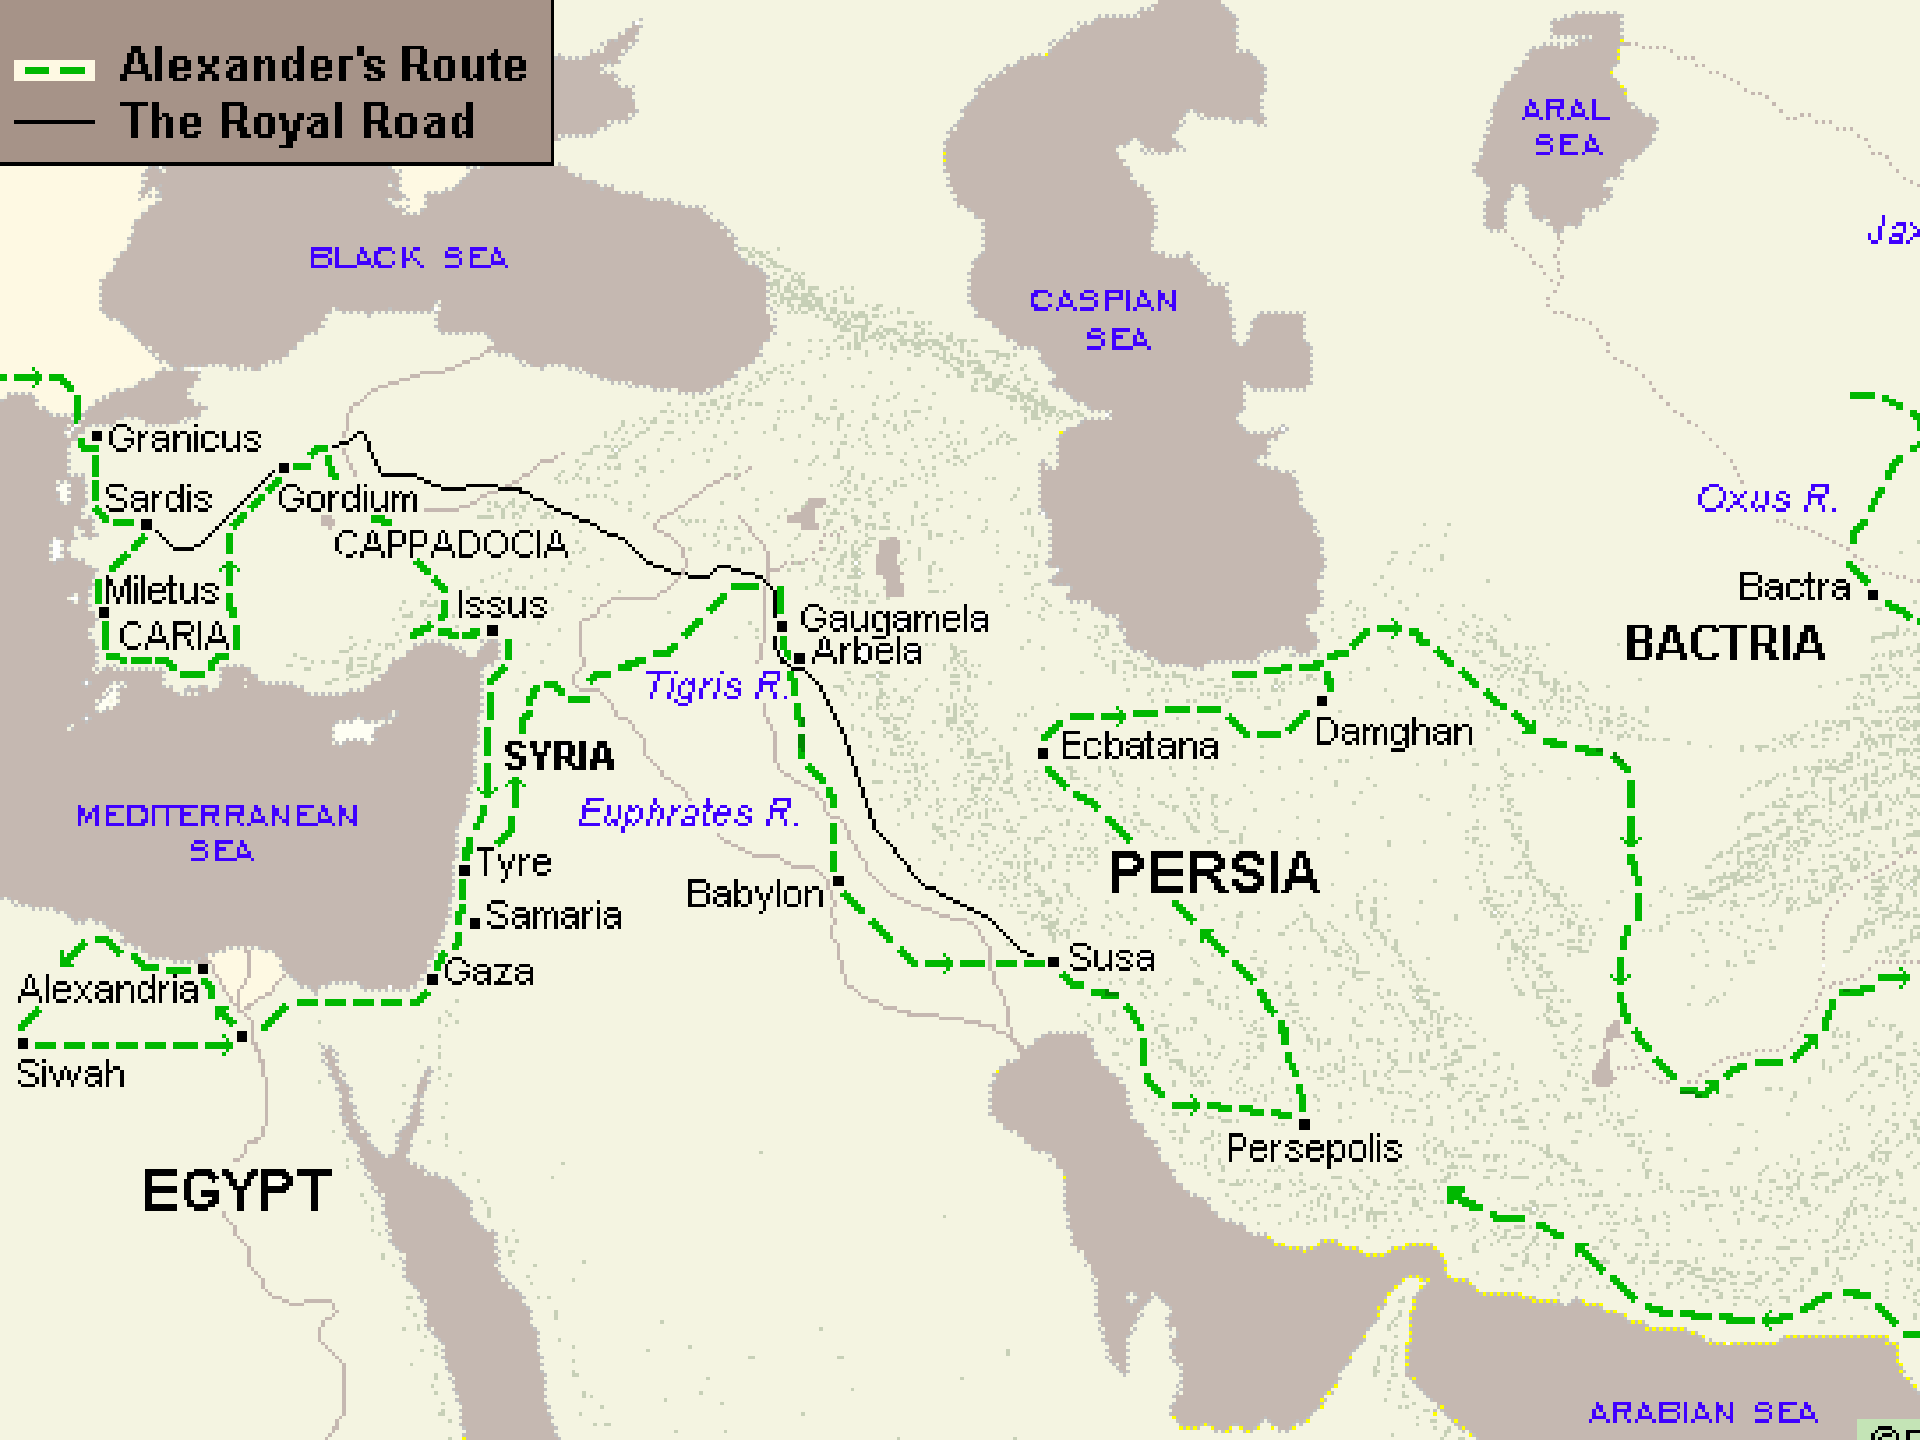 Alexander's Route
The Royal Road
ARAL
SEA
Jax
BLACK SEA
CASPIAN
SEA
Granicus
Sardis
Gordium
Oxus R.
CAPPADOCIA
Miletus
Issus
Bactra
CARIA
Gaugamela
Arbela
BACTRIA
Tigris R.
Ecbatana
Damghan
SYRIA
MEDITERRANEAN
SEA
Euphrates R.
Tyre
PERSIA
Babylon
Samaria
Susa
Gaza
Alexandria
Siwah
Persepolis
EGYPT
ARABIAN SEA